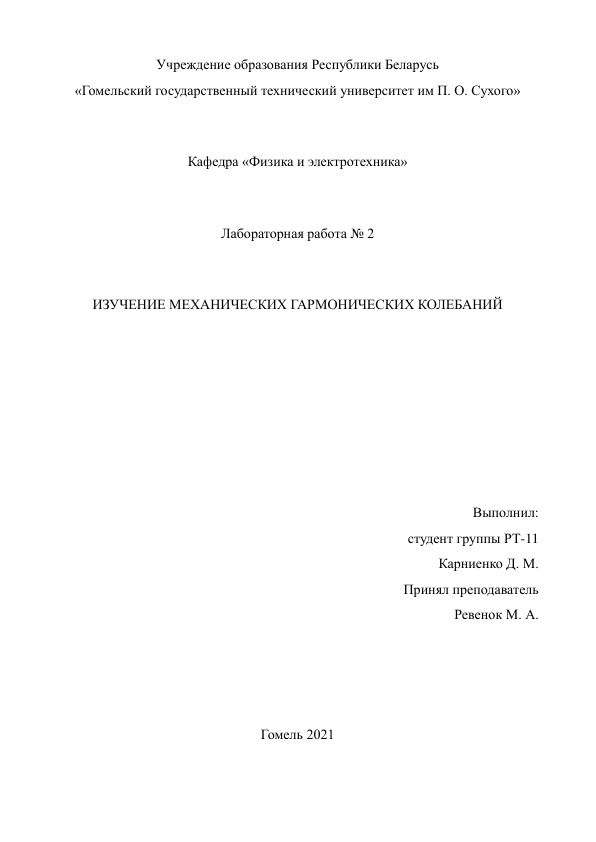 Учреждение образования Республики Беларусь
«Гомельский государственный технический университет им П. О. Сухого»
Кафедра «Физика и электротехника»
Лабораторная работа № 2
ИЗУЧЕНИЕ МЕХАНИЧЕСКИХ ГАРМОНИЧЕСКИХ КОЛЕБАНИЙ
Выполнил:
студент группы РТ-11
Карниенко Д. М.
Принял преподаватель
Ревенок М. А.
Гомель 2021